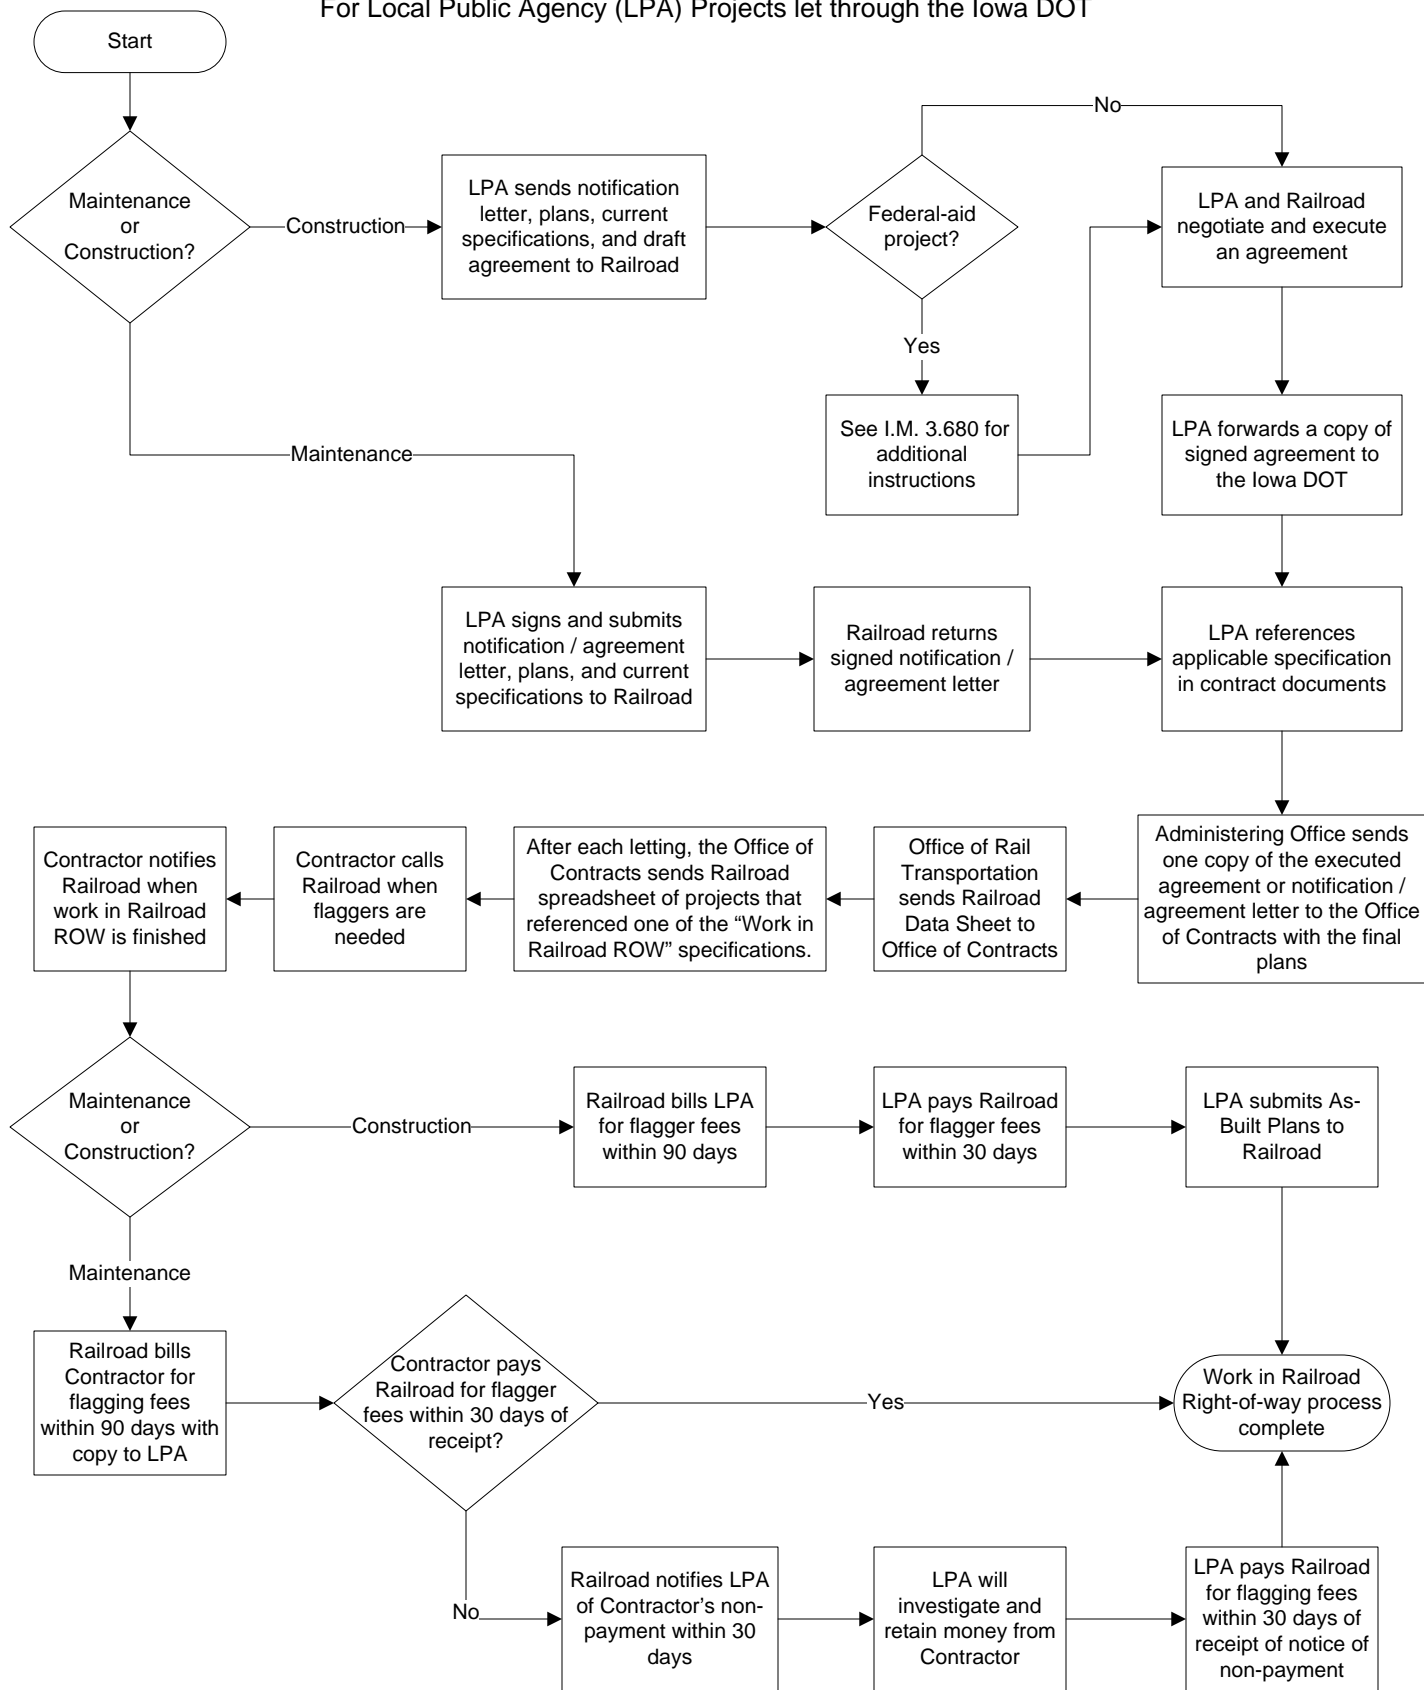 For Local Public Agency (LPA) Projects let through the Iowa DOT
Start
No
Maintenance
or
Construction?
Construction
LPA sends notification
letter, plans, current
specifications, and draft
agreement to Railroad
Federal-aid
project?
LPA and Railroad
negotiate and execute
an agreement
Yes
See I.M. 3.680 for
additional
instructions
LPA forwards a copy of
signed agreement to
the Iowa DOT
Maintenance
LPA signs and submits
notification / agreement
letter, plans, and current
specifications to Railroad
Railroad returns
signed notification /
agreement letter
LPA references
applicable specification
in contract documents
Administering Office sends
one copy of the executed
agreement or notification /
agreement letter to the Office
of Contracts with the final
plans
Office of Rail
Transportation
sends Railroad
Data Sheet to
Office of Contracts
After each letting, the Office of
Contracts sends Railroad
spreadsheet of projects that
referenced one of the “Work in
Railroad ROW” specifications.
Contractor calls
Railroad when
flaggers are
needed
Contractor notifies
Railroad when
work in Railroad
ROW is finished
Maintenance
or
Construction?
Construction
Railroad bills LPA
for flagger fees
within 90 days
LPA pays Railroad
for flagger fees
within 30 days
LPA submits As-
Built Plans to
Railroad
Maintenance
Railroad bills
Contractor for
flagging fees
within 90 days with
copy to LPA
Contractor pays
Railroad for flagger
fees within 30 days of
receipt?
Yes
Work in Railroad
Right-of-way process
complete
No
Railroad notifies LPA
of Contractor’s non-
payment within 30
days
LPA will
investigate and
retain money from
Contractor
LPA pays Railroad
for flagging fees
within 30 days of
receipt of notice of
non-payment